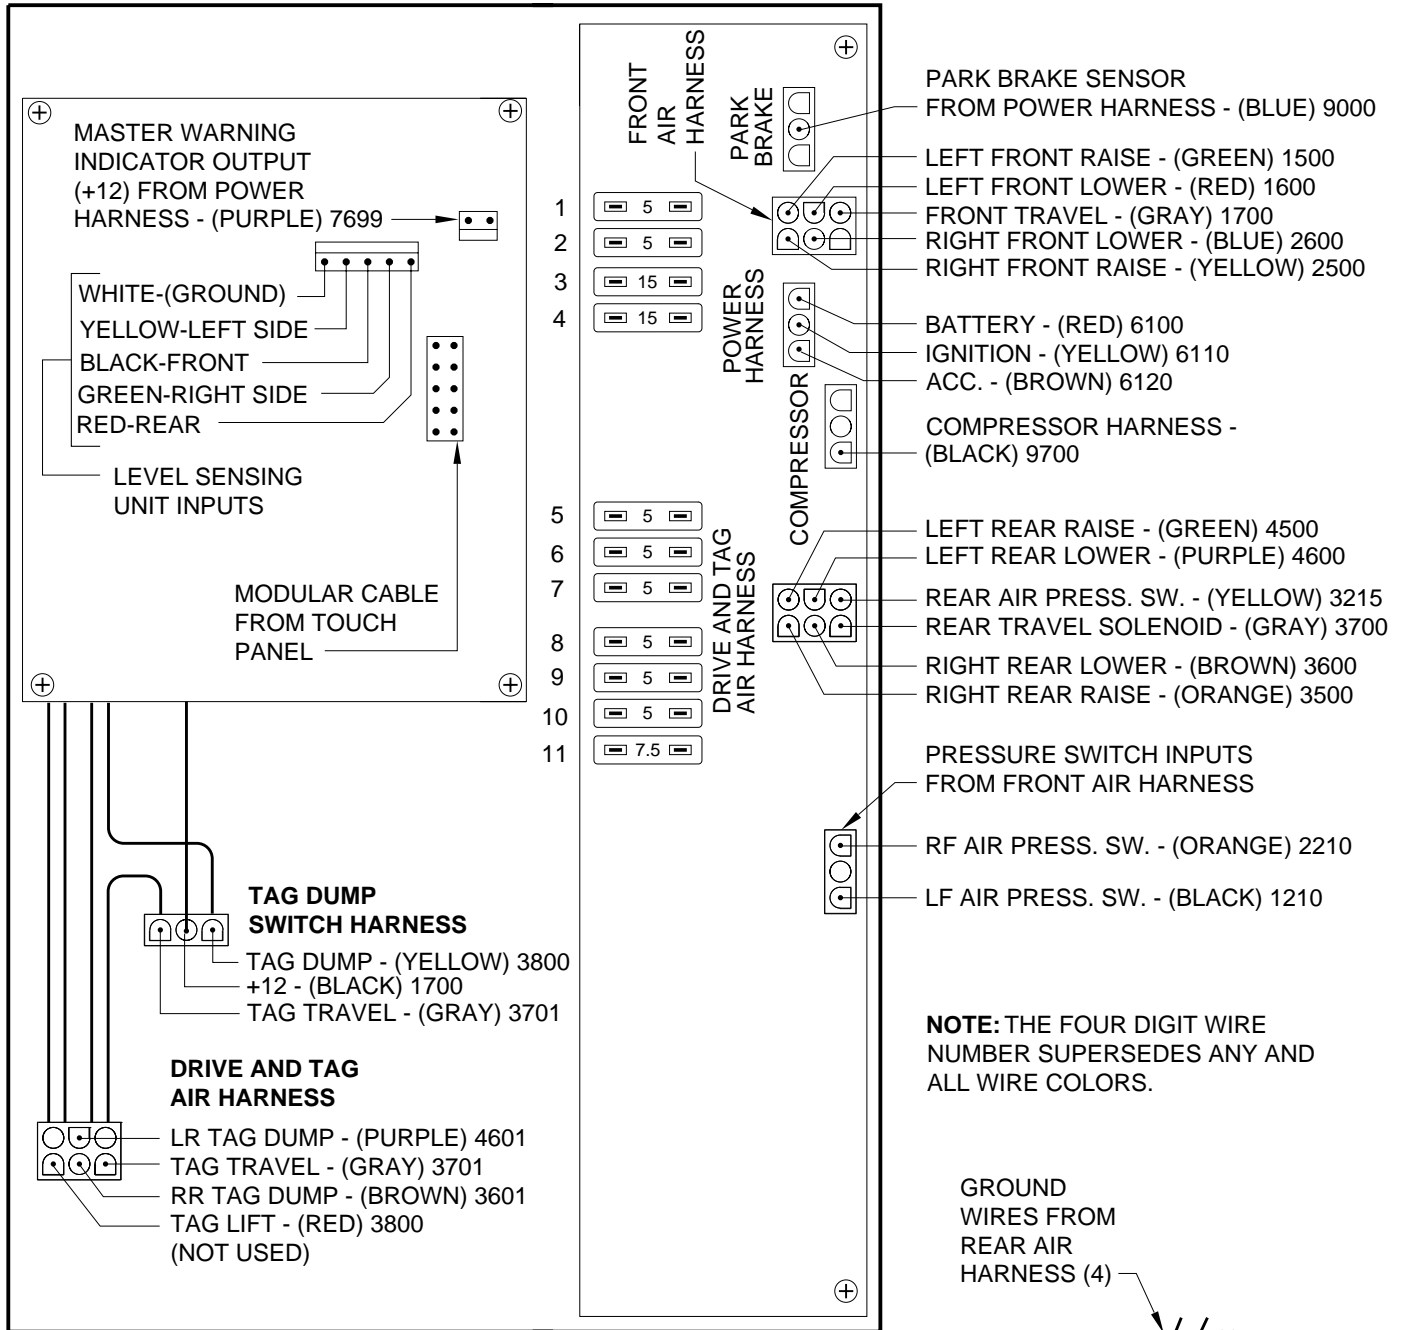 MASTER WARNING
INDICATOR OUTPUT
(+12) FROM POWER
HARNESS - (PURPLE) 7699
WHITE-(GROUND)
YELLOW-LEFT SIDE
BLACK-FRONT
GREEN-RIGHT SIDE
RED-REAR
LEVEL SENSING
UNIT INPUTS
MODULAR CABLE
FROM TOUCH
PANEL
TAG DUMP
SWITCH HARNESS
TAG DUMP - (YELLOW) 3800
+12 - (BLACK) 1700
TAG TRAVEL - (GRAY) 3701
DRIVE AND TAG
AIR HARNESS
LR TAG DUMP - (PURPLE) 4601
TAG TRAVEL - (GRAY) 3701
RR TAG DUMP - (BROWN) 3601
TAG LIFT - (RED) 3800
(NOT USED)
FRONT
AIR
HARNESS
PARK
BRAKE
1 5
2 5
3 15
4 15
POWER
HARNESS
COMPRESSOR
5 5
6 5
7 5
8 5
9 5
10 5
11 7.5
DRIVE AND TAG
AIR HARNESS
PARK BRAKE SENSOR
FROM POWER HARNESS - (BLUE) 9000
LEFT FRONT RAISE - (GREEN) 1500
LEFT FRONT LOWER - (RED) 1600
FRONT TRAVEL - (GRAY) 1700
RIGHT FRONT LOWER - (BLUE) 2600
RIGHT FRONT RAISE - (YELLOW) 2500
BATTERY - (RED) 6100
IGNITION - (YELLOW) 6110
ACC. - (BROWN) 6120
COMPRESSOR HARNESS -
(BLACK) 9700
LEFT REAR RAISE - (GREEN) 4500
LEFT REAR LOWER - (PURPLE) 4600
REAR AIR PRESS. SW. - (YELLOW) 3215
REAR TRAVEL SOLENOID - (GRAY) 3700
RIGHT REAR LOWER - (BROWN) 3600
RIGHT REAR RAISE - (ORANGE) 3500
PRESSURE SWITCH INPUTS
FROM FRONT AIR HARNESS
RF AIR PRESS. SW. - (ORANGE) 2210
LF AIR PRESS. SW. - (BLACK) 1210
NOTE: THE FOUR DIGIT WIRE
NUMBER SUPERSEDES ANY AND
ALL WIRE COLORS.
GROUND
WIRES FROM
REAR AIR
HARNESS (4)